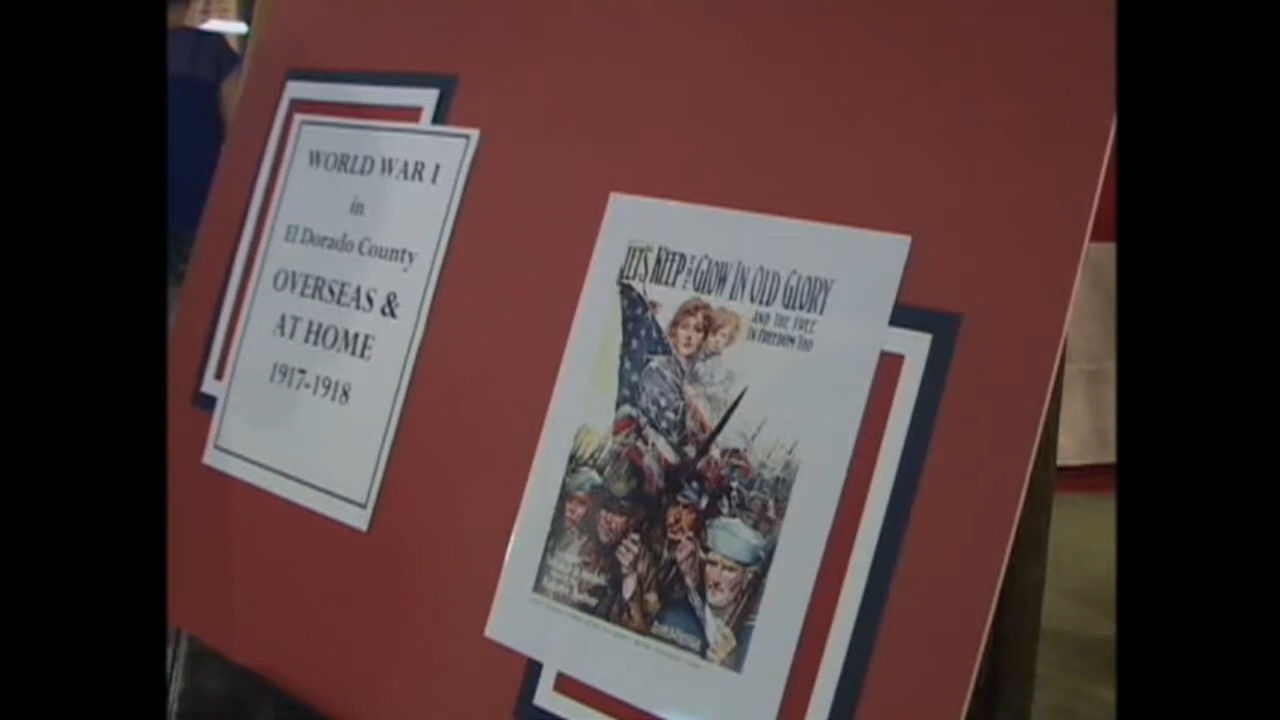 WORLD WAR I
in
El Dorado County
OVERSEAS &
AT HOME
1917-1918
LET'S KEEP THE GLOW IN OLD GLORY
AND THE FREE
IN FREEDOM TOO